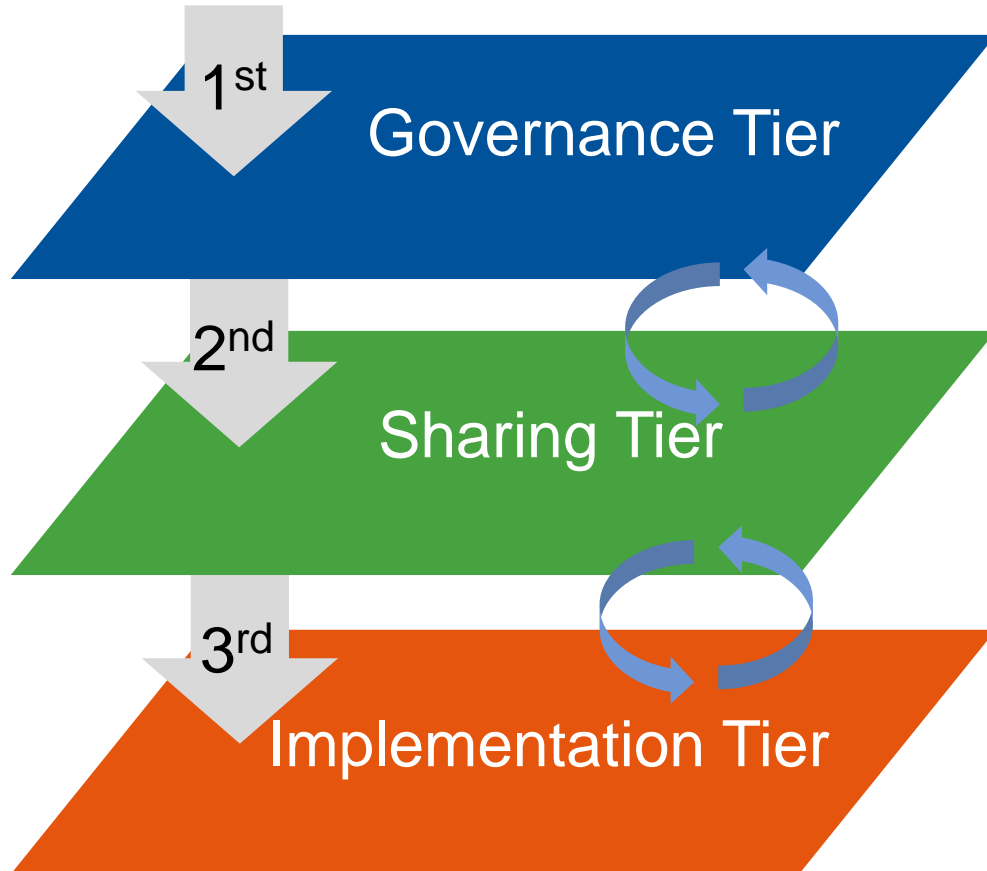 1st
Governance Tier
2nd
Sharing Tier
3rd
Implementation Tier